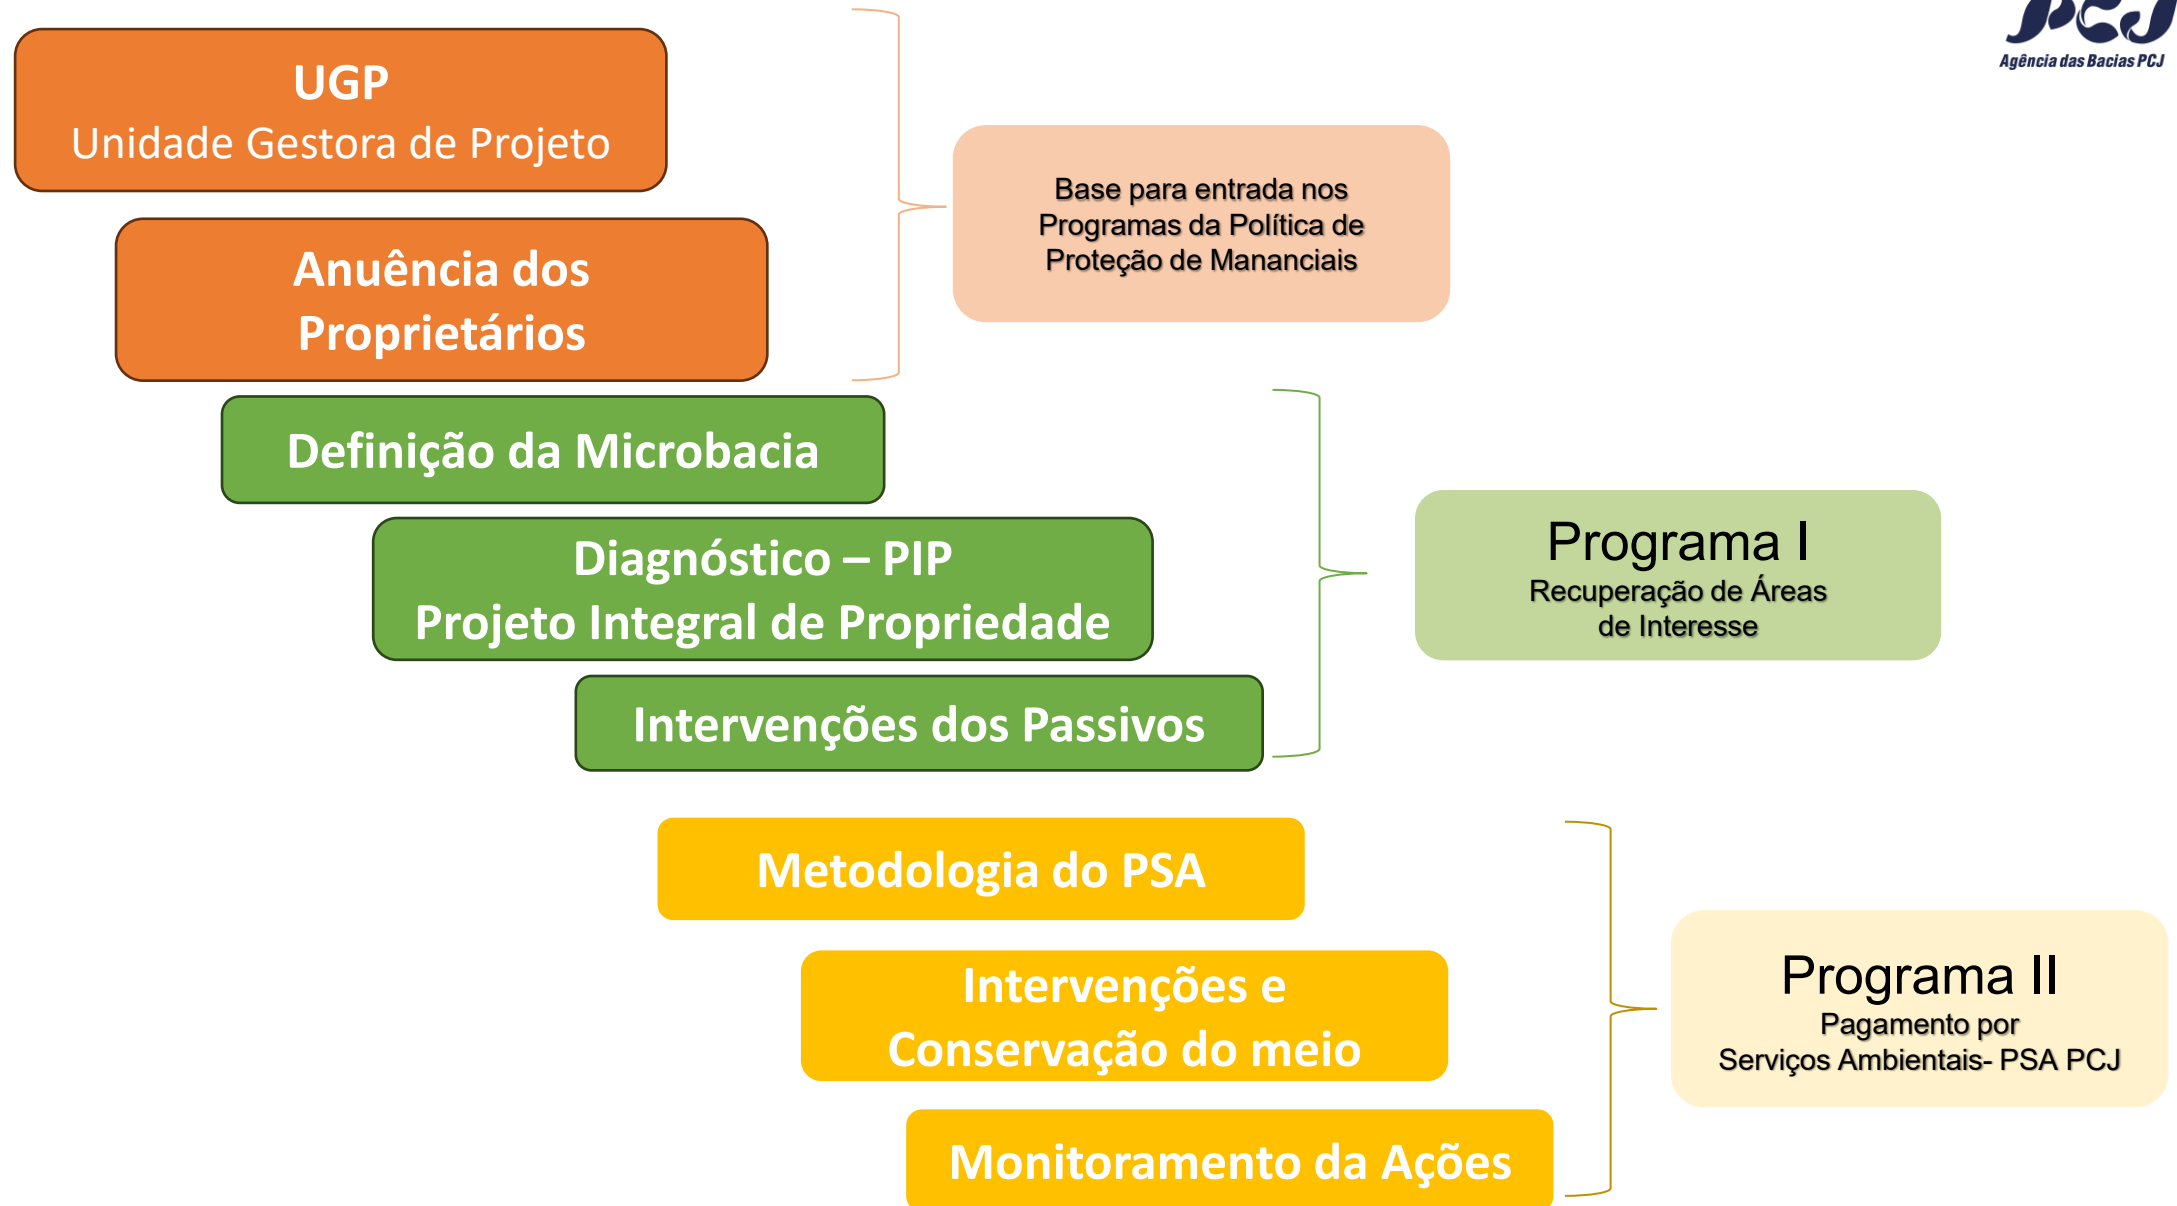 PCJ
Agência das Bacias PCJ
UGP
Unidade Gestora de Projeto
Anuência dos
Proprietários
Base para entrada nos
Programas da Política de
Proteção de Mananciais
Definição da Microbacia
Diagnóstico – PIP
Projeto Integral de Propriedade
Intervenções dos Passivos
Programa I
Recuperação de Áreas
de Interesse
Metodologia do PSA
Intervenções e
Conservação do meio
Monitoramento da Ações
Programa II
Pagamento por
Serviços Ambientais- PSA PCJ